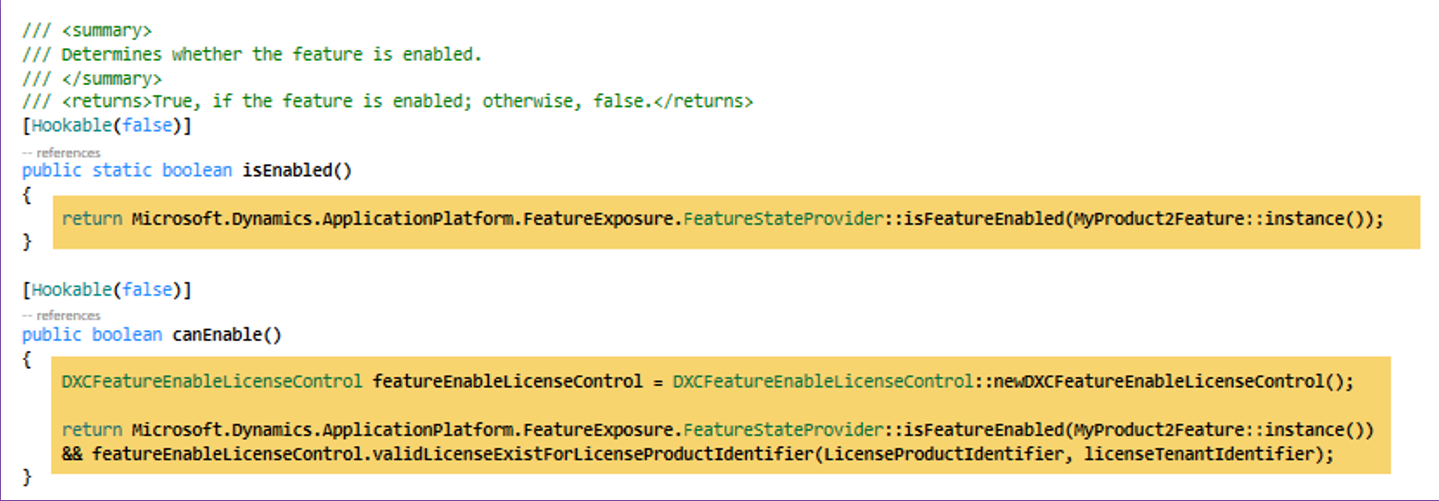 /// <summary>
/// Determines whether the feature is enabled.
/// </summary>
/// <returns>True, if the feature is enabled; otherwise, false.</returns>
[Hookable(false)]
-- references
public static boolean isEnabled()
{
return Microsoft.Dynamics.ApplicationPlatform.FeatureExposure.FeatureStateProvider::isFeatureEnabled(MyProduct2Feature::instance());
}
[Hookable(false)]
-- references
public boolean canEnable()
{
DXCFeatureEnableLicenseControl featureEnableLicenseControl = DXCFeatureEnableLicenseControl::newDXCFeatureEnableLicenseControl();
return Microsoft.Dynamics.ApplicationPlatform.FeatureExposure.FeatureStateProvider::isFeatureEnabled(MyProduct2Feature::instance())
&& featureEnableLicenseControl.validLicenseExistForLicenseProductIdentifier(LicenseProductIdentifier, licenseTenantIdentifier);
}